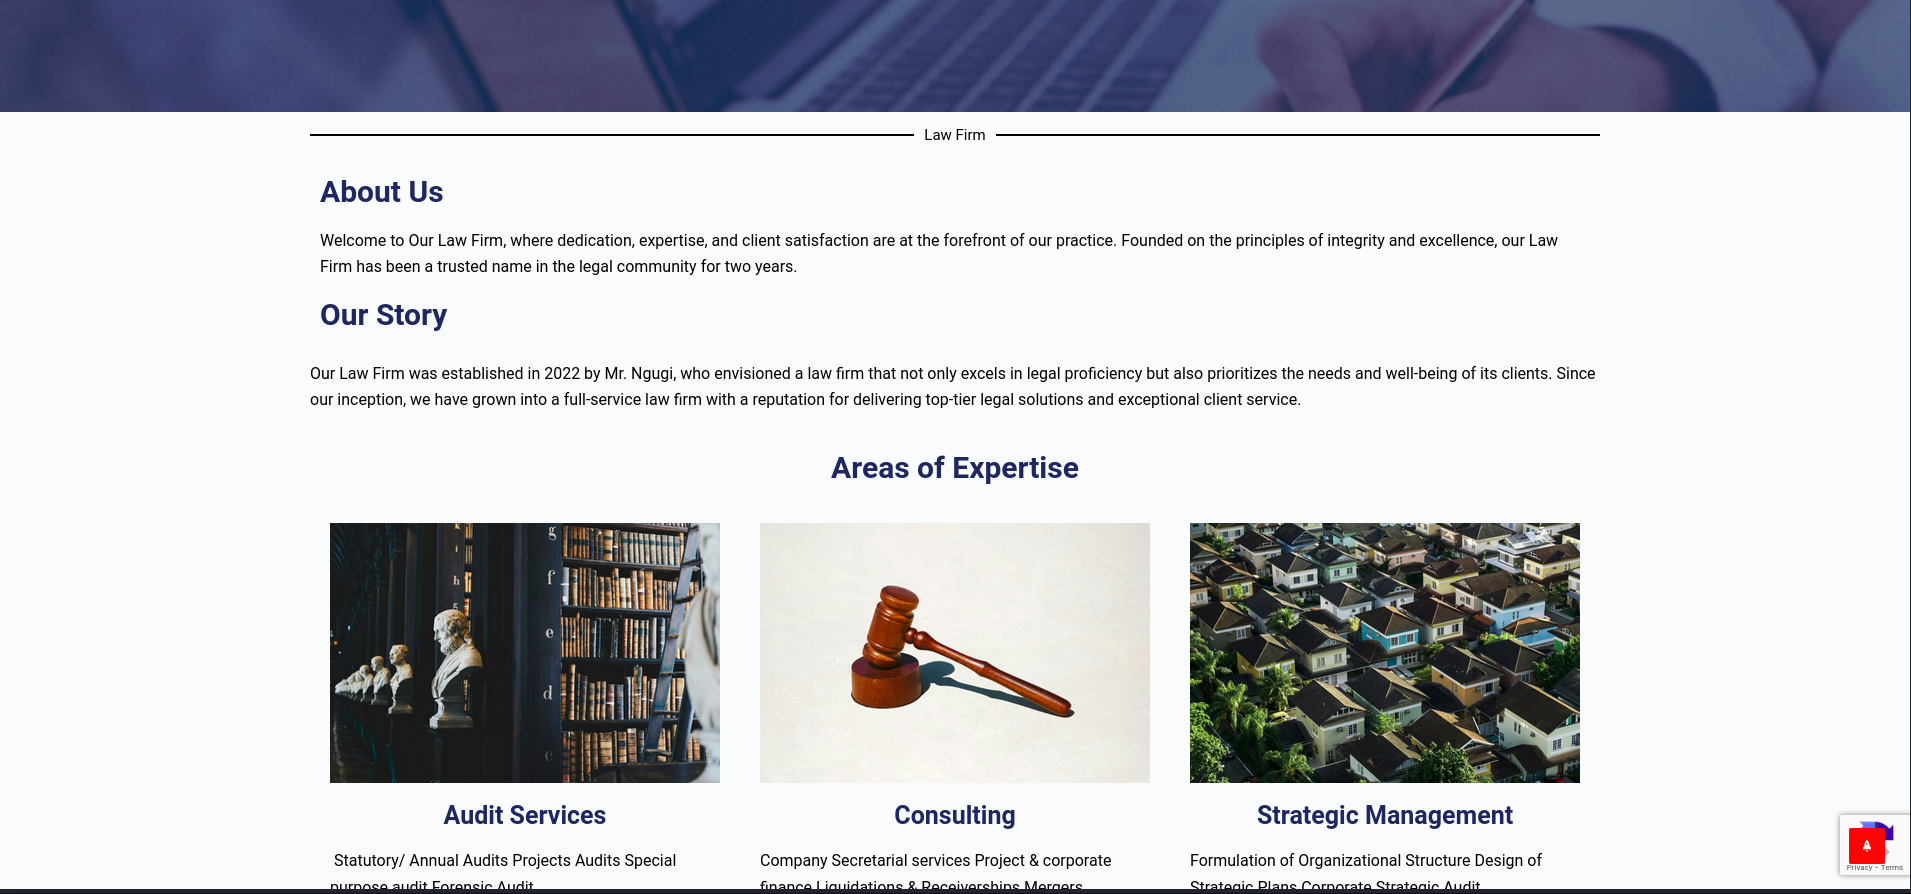 Law Firm
About Us
Welcome to Our Law Firm, where dedication, expertise, and client satisfaction are at the forefront of our practice. Founded on the principles of integrity and excellence, our Law
Firm has been a trusted name in the legal community for two years.
Our Story
Our Law Firm was established in 2022 by Mr. Ngugi, who envisioned a law firm that not only excels in legal proficiency but also prioritizes the needs and well-being of its clients. Since
our inception, we have grown into a full-service law firm with a reputation for delivering top-tier legal solutions and exceptional client service.
Areas of Expertise
k
i
h
g
g
f
e
d
c
Audit Services
Statutory/ Annual Audits Projects Audits Special
purpose audit Forensic Audit
Consulting
Company Secretarial services Project & corporate
finance Liquidations & Receiverships Mergers
Strategic Management
Formulation of Organizational Structure Design of
Strategic Plans Corporate Strategic Audit
Privacy - Terms